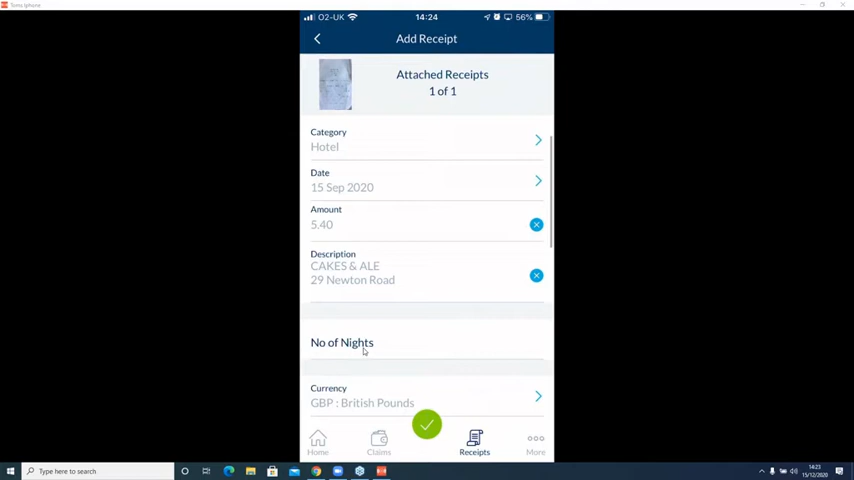 Toms Iphone
O2-UK
14:24
56%
Add Receipt
Attached Receipts
1 of 1
Category
Hotel
Date
15 Sep 2020
Amount
5.40
Description
CAKES & ALE
29 Newton Road
No of Nights
Currency
GBP : British Pounds
Home
Claims
Receipts
More
Type here to search
14:23
15/12/2020